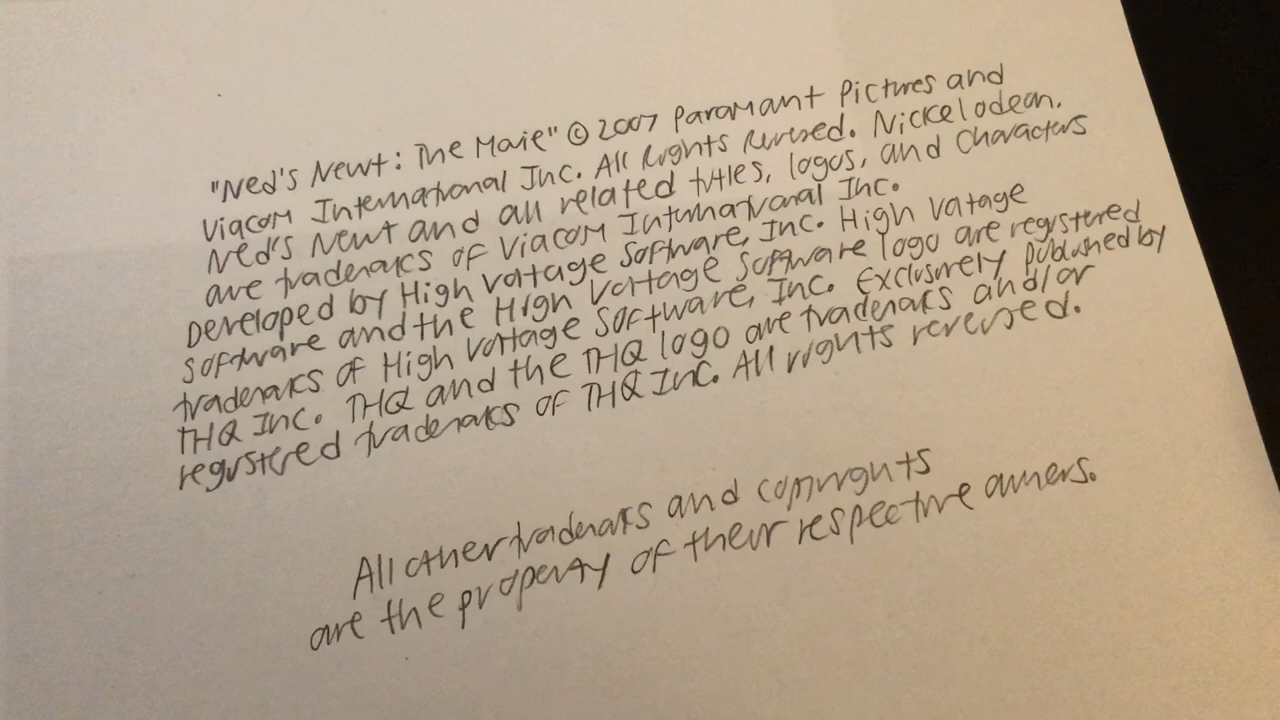 "Ned's Newt: The Movie" © 2007 Paramount Pictures and
Viacom International Inc. All Rights Reversed. Nickelodeon.
Ned's Newt and all related titles, logos, and characters
are trademarks of Viacom International Inc.
Developed by High Voltage Software, Inc. High Voltage
Software and the High Voltage Software logo are registered
trademarks of High Voltage Software, Inc. Exclusively published by
THQ Inc. THQ and the THQ logo are trademarks and/or
registered trademarks of THQ Inc. All rights reversed.
All other trademarks and copyrights
are the property of their respective owners.